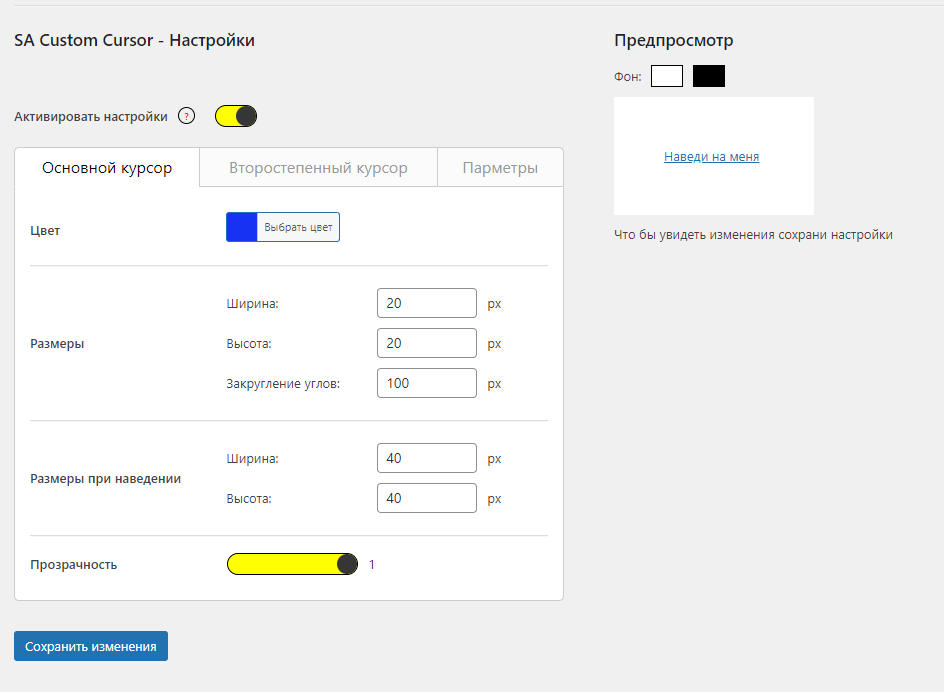 SA Custom Cursor - Настройки
Активировать настройки ?
Основной курсор Второстепенный курсор Парметры
Цвет Выбрать цвет
Ширина: 20 px
Размеры Высота: 20 px
Закругление углов: 100 px
Ширина: 40 px
Размеры при наведении
Высота: 40 px
Прозрачность 1
Сохранить изменения
Предпросмотр
Фон:
Наведи на меня
Что бы увидеть изменения сохрани настройки